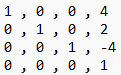 1 , 0 , 0 , 4
0 , 1 , 0 , 2
0 , 0 , 1 , -4
0 , 0 , 0 , 1